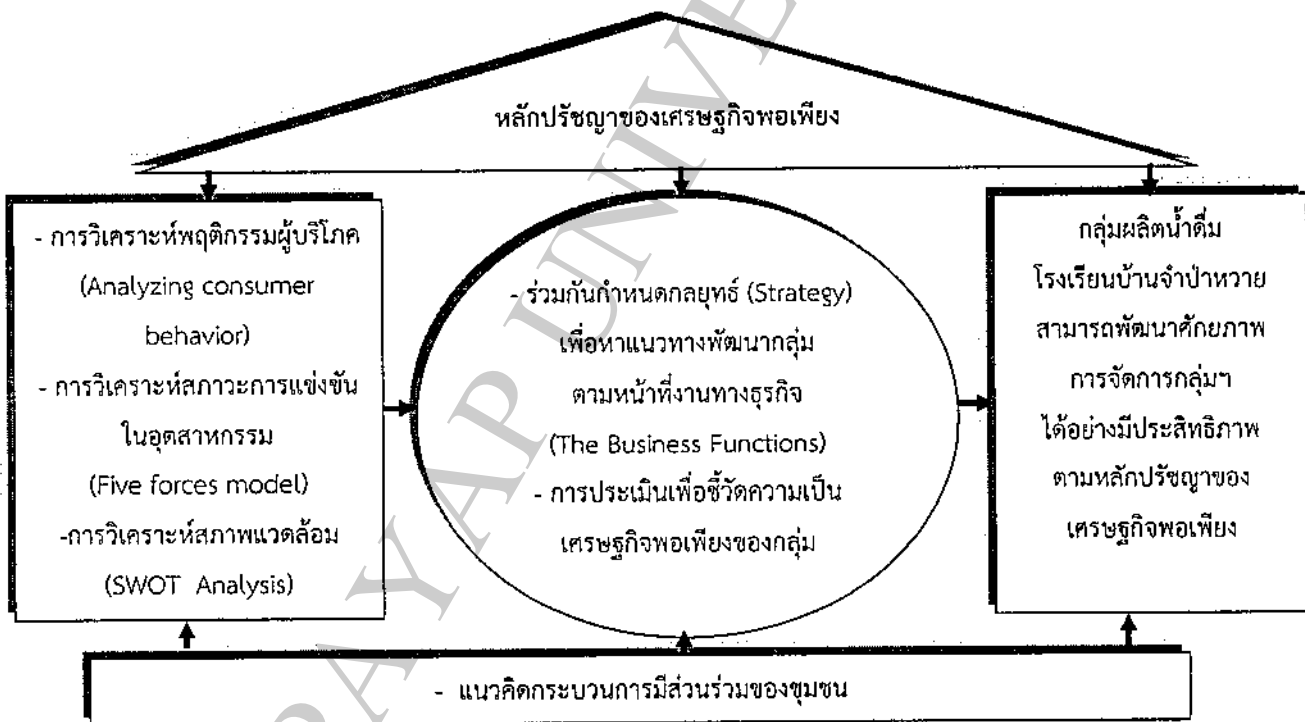 หลักปรัชญาของเศรษฐกิจพอเพียง
- การวิเคราะห์พฤติกรรมผู้บริโภค
(Analyzing consumer
behavior)
- การวิเคราะห์สภาวะการแข่งขัน
ในอุตสาหกรรม
(Five forces model)
-การวิเคราะห์สภาพแวดล้อม
(SWOT Analysis)
- ร่วมกันกำหนดกลยุทธ์ (Strategy)
เพื่อหาแนวทางพัฒนากลุ่ม
ตามหน้าที่งานทางธุรกิจ
(The Business Functions)
- การประเมินเพื่อชี้วัดความเป็น
เศรษฐกิจพอเพียงของกลุ่ม
กลุ่มผลิตน้ำดื่ม
โรงเรียนบ้านจำป่าหวาย
สามารถพัฒนาศักยภาพ
การจัดการกลุ่มฯ
ได้อย่างมีประสิทธิภาพ
ตามหลักปรัชญาของ
เศรษฐกิจพอเพียง
- แนวคิดกระบวนการมีส่วนร่วมของชุมชน
PAYAP UNIVE